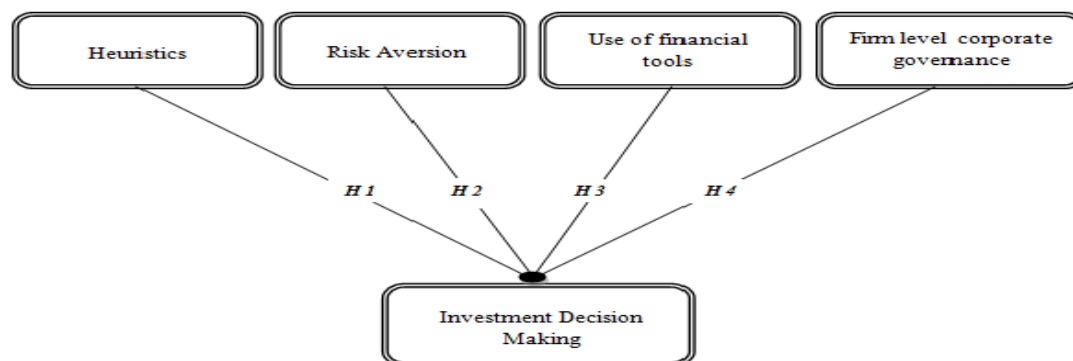 Heuristics
Risk Aversion
Use of financial
tools
Firm level corporate
governance
H 1
H 2
H 3
H 4
Investment Decision
Making